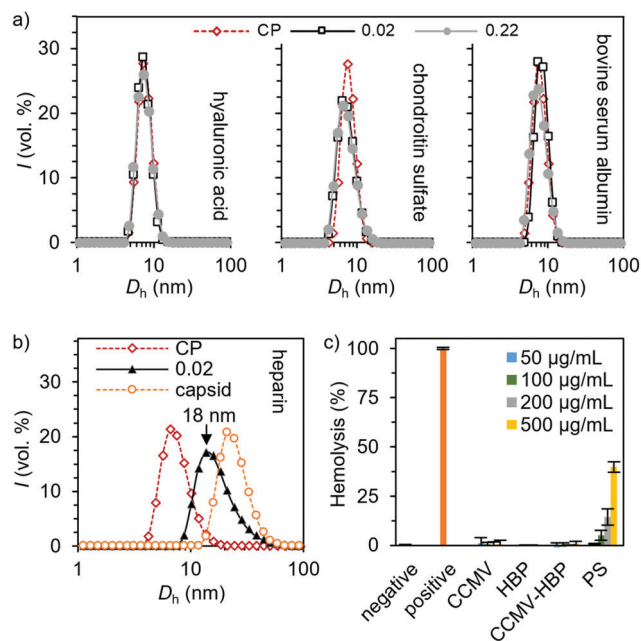 a)
CP 0.02 0.22
I (vol. %)
30
20
10
0
hyaluronic acid
chondroitin sulfate
bovine serum albumin
1 10 100 1 10 100 1 10 100
Dh (nm) Dh (nm) Dh (nm)
b)
CP
0.02
capsid
heparin
18 nm
I (vol. %)
30
20
10
0
1 10 100
Dh (nm)
c)
50 µg/mL
100 µg/mL
200 µg/mL
500 µg/mL
Hemolysis (%)
100
75
50
25
0
negative
positive
CCMV
HBP
CCMV-HBP
PS